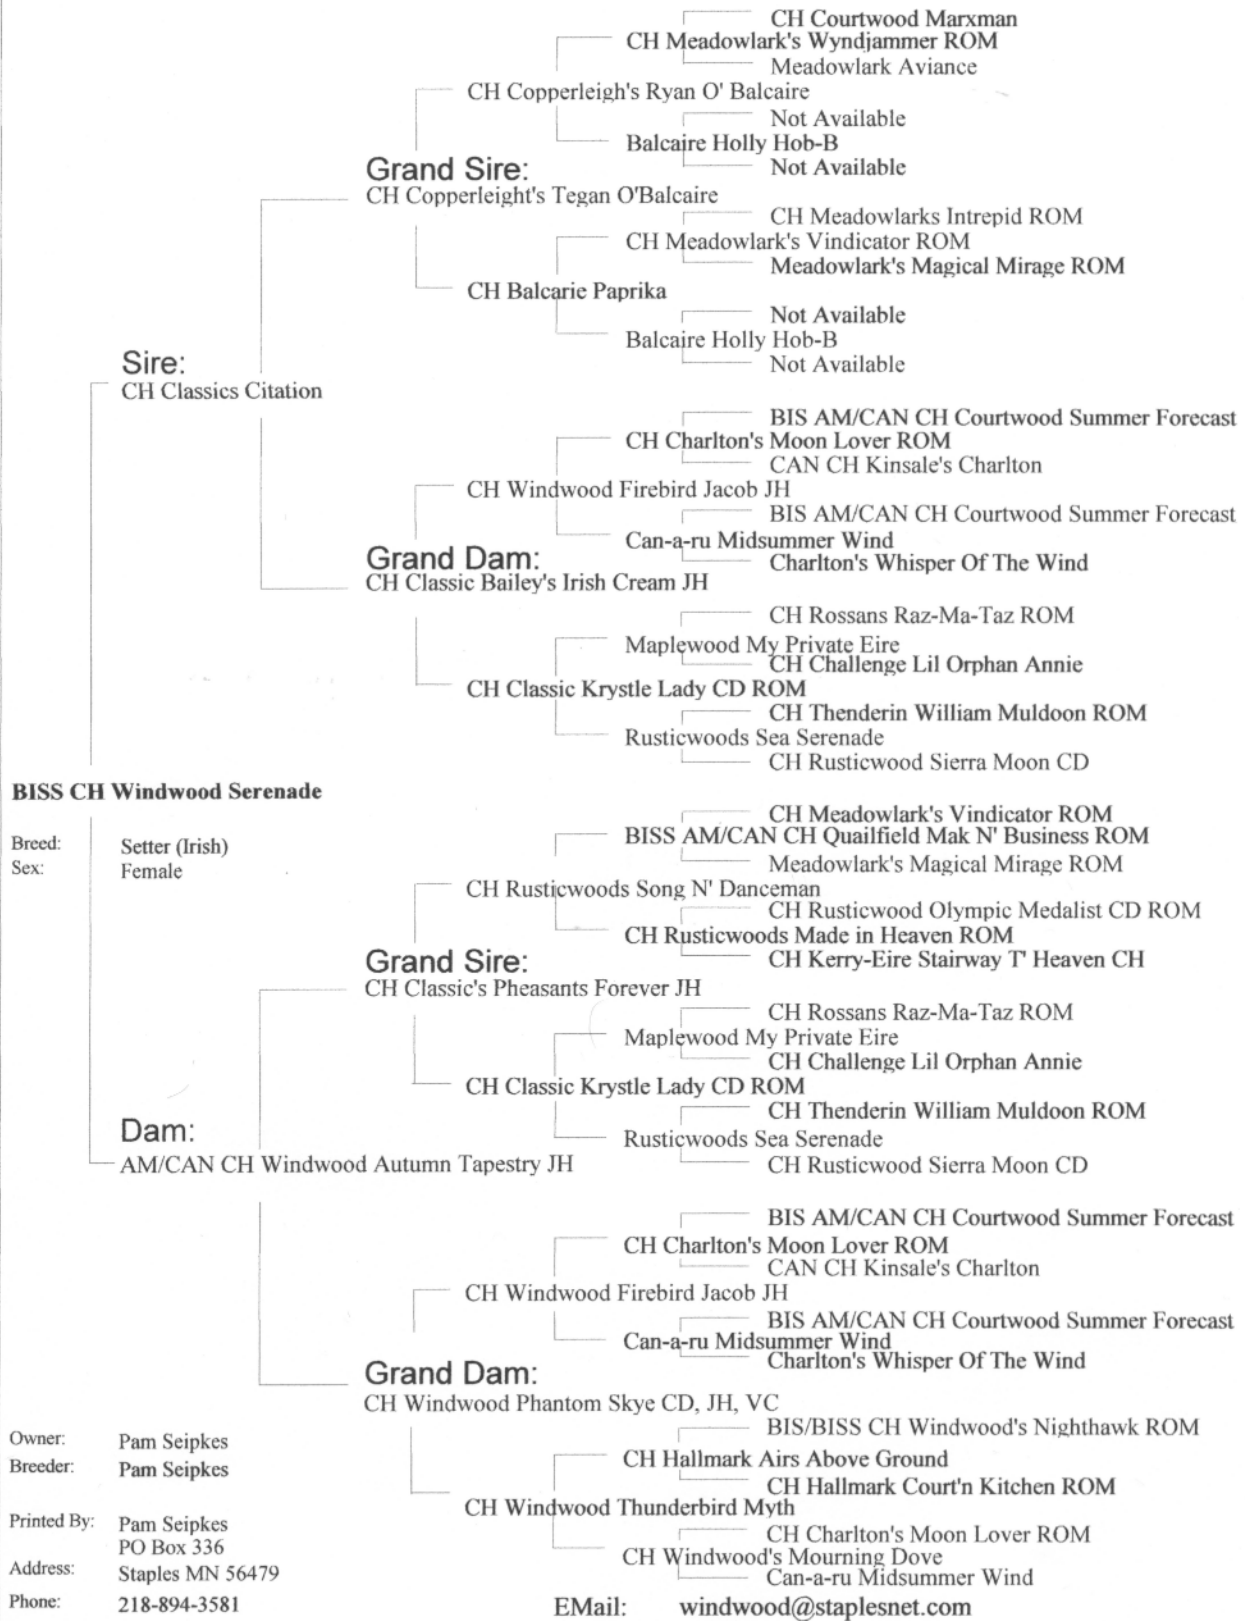 CH Courtwood Marxman
CH Meadowlark's Wyndjammer ROM
Meadowlark Aviance
CH Copperleigh's Ryan O' Balcaire
Not Available
Balcaire Holly Hob-B
Not Available
Grand Sire:
CH Copperleight's Tegan O'Balcaire
CH Meadowlarks Intrepid ROM
CH Meadowlark's Vindicator ROM
Meadowlark's Magical Mirage ROM
CH Balcarie Paprika
Not Available
Balcaire Holly Hob-B
Not Available
Sire:
CH Classics Citation
BIS AM/CAN CH Courtwood Summer Forecast
CH Charlton's Moon Lover ROM
CAN CH Kinsale's Charlton
CH Windwood Firebird Jacob JH
BIS AM/CAN CH Courtwood Summer Forecast
Can-a-ru Midsummer Wind
Charlton's Whisper Of The Wind
Grand Dam:
CH Classic Bailey's Irish Cream JH
CH Rossans Raz-Ma-Taz ROM
Maplewood My Private Eire
CH Challenge Lil Orphan Annie
CH Classic Krystle Lady CD ROM
CH Thenderin William Muldoon ROM
Rusticwoods Sea Serenade
CH Rusticwood Sierra Moon CD
BISS CH Windwood Serenade
Breed: Setter (Irish)
Sex: Female
CH Meadowlark's Vindicator ROM
BISS AM/CAN CH Quailfield Mak N' Business ROM
Meadowlark's Magical Mirage ROM
CH Rusticwoods Song N' Danceman
CH Rusticwood Olympic Medalist CD ROM
CH Rusticwoods Made in Heaven ROM
CH Kerry-Eire Stairway T' Heaven CH
Grand Sire:
CH Classic's Pheasants Forever JH
CH Rossans Raz-Ma-Taz ROM
Maplewood My Private Eire
CH Challenge Lil Orphan Annie
CH Classic Krystle Lady CD ROM
CH Thenderin William Muldoon ROM
Rusticwoods Sea Serenade
CH Rusticwood Sierra Moon CD
Dam:
AM/CAN CH Windwood Autumn Tapestry JH
BIS AM/CAN CH Courtwood Summer Forecast
CH Charlton's Moon Lover ROM
CAN CH Kinsale's Charlton
CH Windwood Firebird Jacob JH
BIS AM/CAN CH Courtwood Summer Forecast
Can-a-ru Midsummer Wind
Charlton's Whisper Of The Wind
Grand Dam:
CH Windwood Phantom Skye CD, JH, VC
BIS/BISS CH Windwood's Nighthawk ROM
CH Hallmark Airs Above Ground
CH Hallmark Court'n Kitchen ROM
CH Windwood Thunderbird Myth
CH Charlton's Moon Lover ROM
CH Windwood's Mourning Dove
Can-a-ru Midsummer Wind
Owner: Pam Seipkes
Breeder: Pam Seipkes
Printed By: Pam Seipkes
PO Box 336
Address: Staples MN 56479
Phone: 218-894-3581
EMail: windwood@staplesnet.com